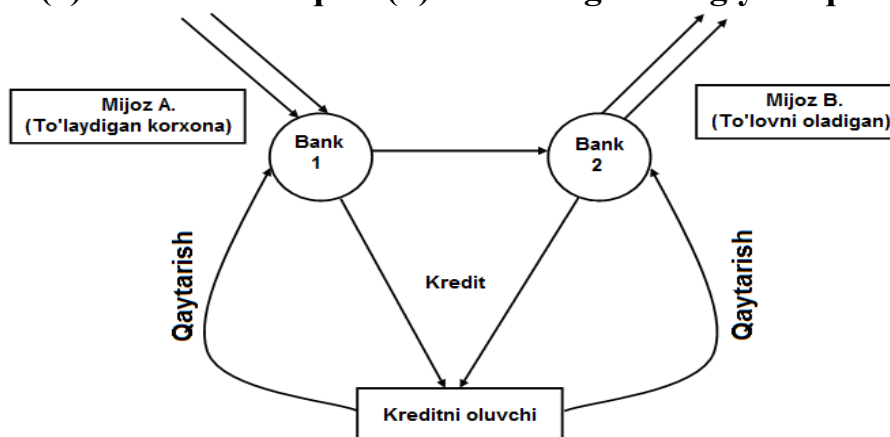 Mijoz A.
(To'laydigan korxona)
Mijoz B.
(To'lovni oladigan)
Bank
1
Bank
2
Qaytarish
Kredit
Qaytarish
Kreditni oluvchi